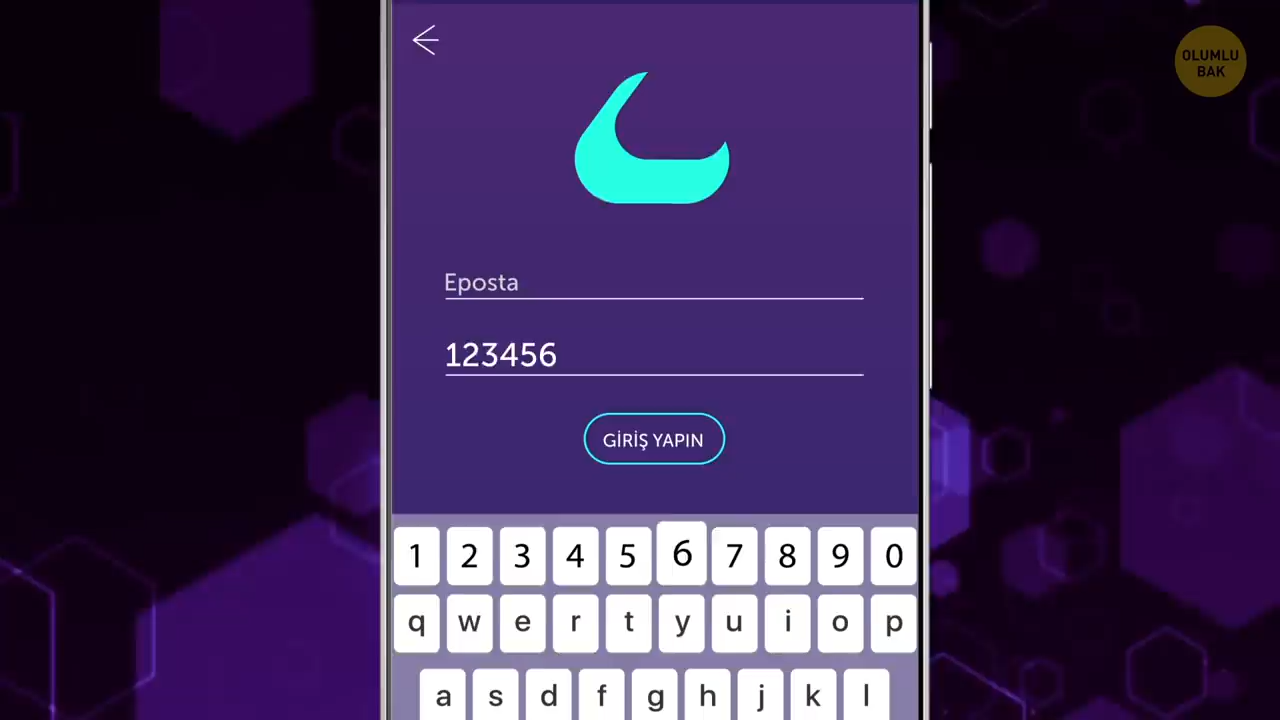 OLUMLU
BAK
Eposta
123456
GİRİŞ YAPIN
1 2 3 4 5 6 7 8 9 0
q w e r t y u i o p
a s d f g h j k l